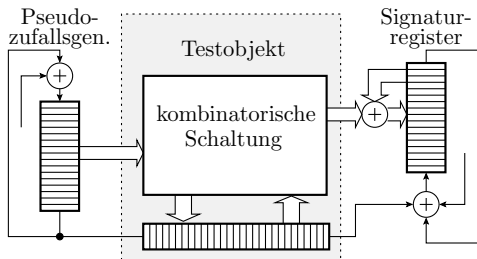 Pseudo-
zufallsgen.
Testobjekt
Signatur-
register
+
kombinatorische
Schaltung
+
+